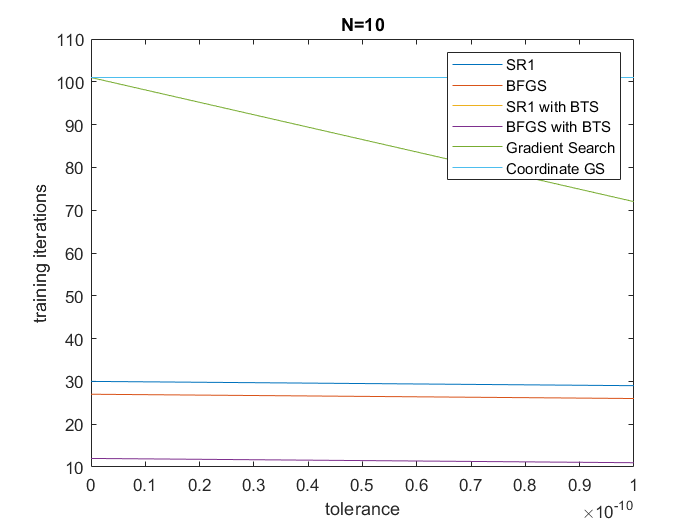 N=10
110
100
90
80
70
60
50
40
30
20
10
training iterations
SR1
BFGS
SR1 with BTS
BFGS with BTS
Gradient Search
Coordinate GS
0 0.1 0.2 0.3 0.4 0.5 0.6 0.7 0.8 0.9 1
tolerance
×10⁻¹⁰